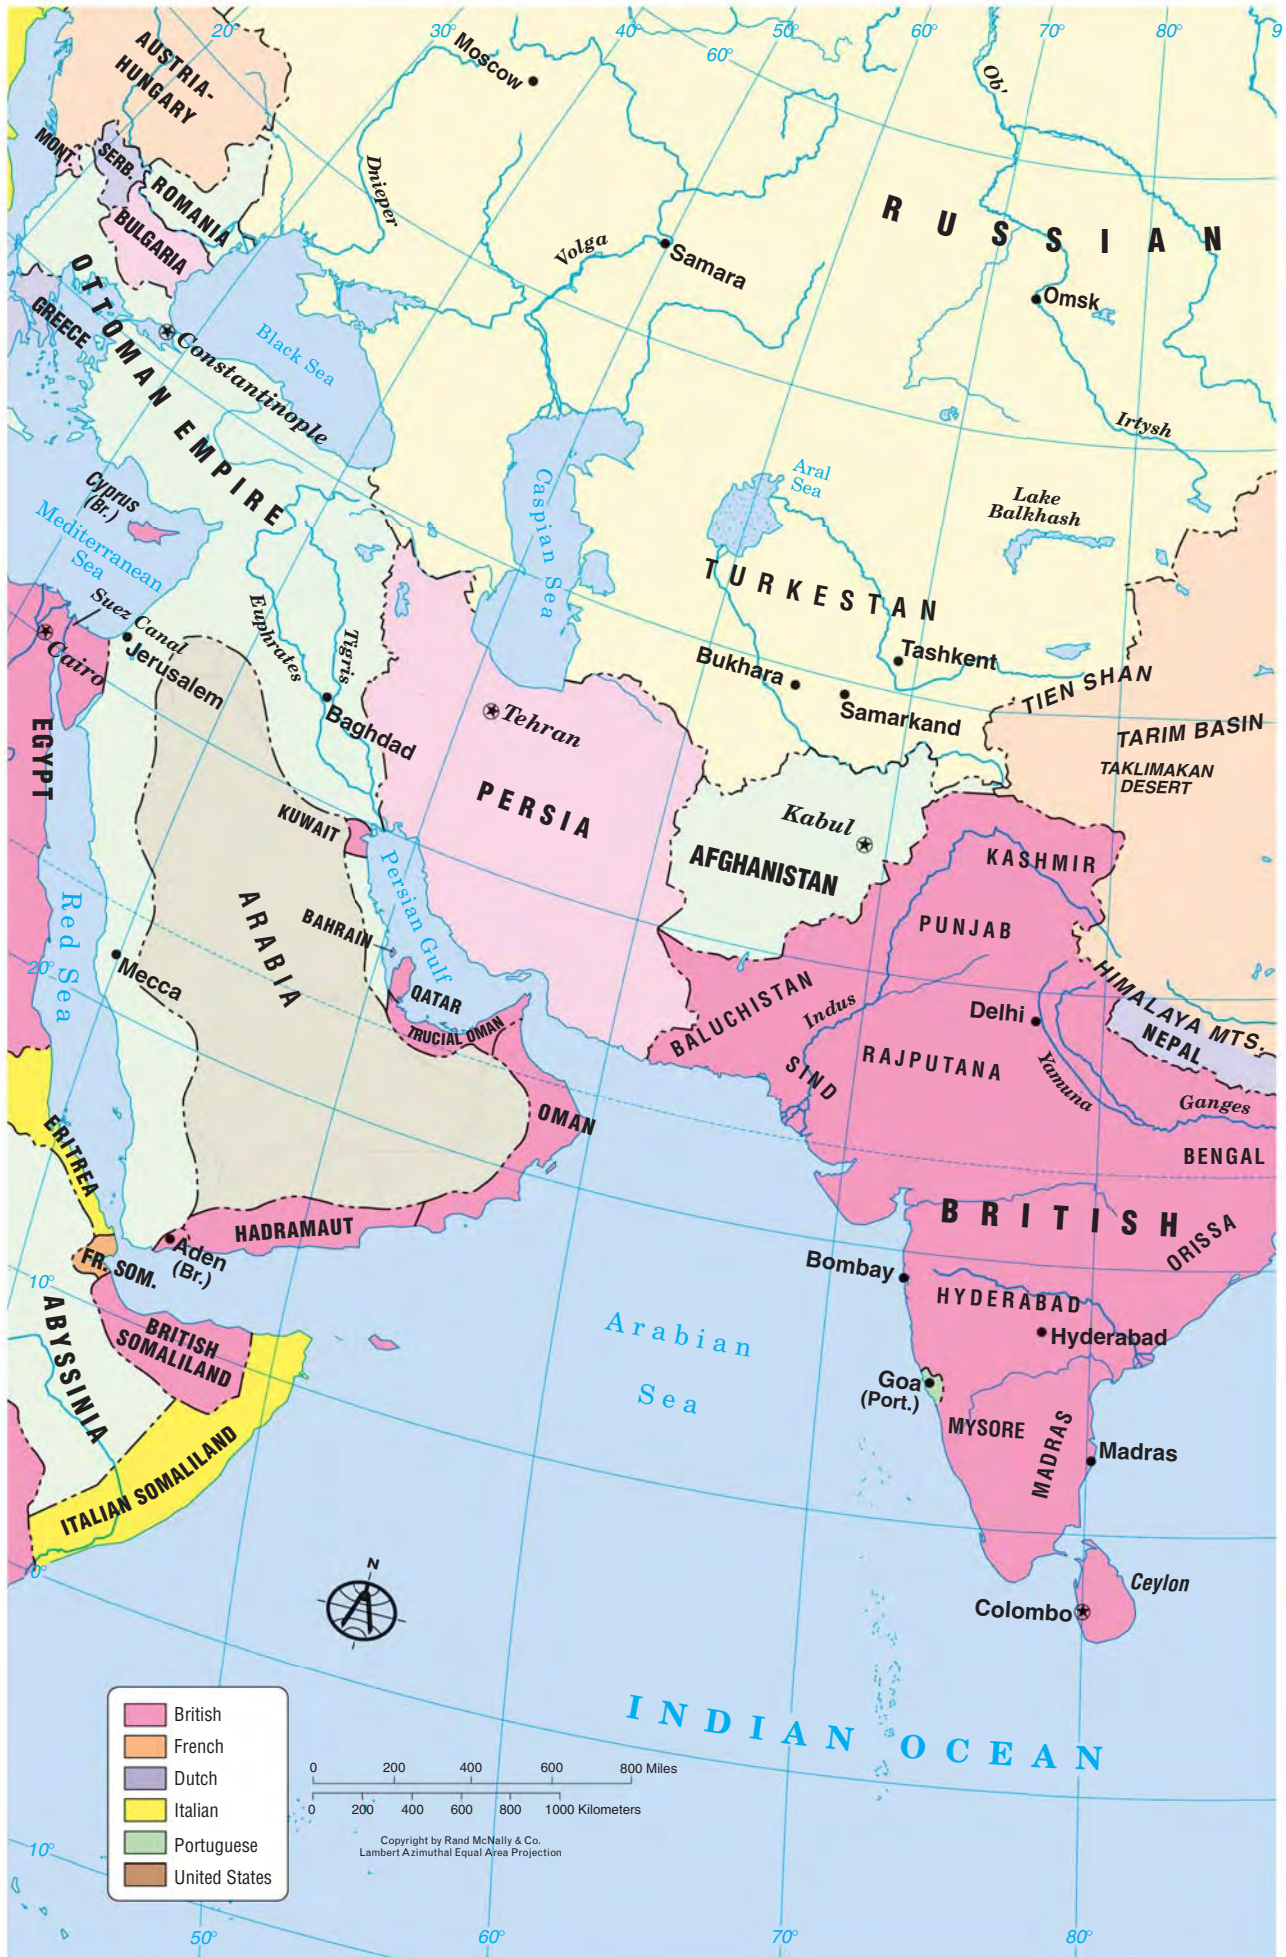 20°
30°
40°
50°
60°
60°
70°
80°
9
AUSTRIA-
HUNGARY
Moscow
Ob'
MONT.
SERB.
ROMANIA
BULGARIA
Dnieper
Volga
Samara
RUSSIAN
Omsk
Irtysh
OTTOMAN EMPIRE
GREECE
Constantinople
Black Sea
Caspian Sea
Aral
Sea
Lake
Balkhash
Cyprus
(Br.)
Mediterranean
Sea
Suez Canal
Cairo
Jerusalem
Euphrates
Tigris
Baghdad
TURKESTAN
Bukhara
Tashkent
Samarkand
TIEN SHAN
TARIM BASIN
TAKLIMAKAN
DESERT
Tehran
PERSIA
EGYPT
KUWAIT
Kabul
AFGHANISTAN
KASHMIR
PUNJAB
Red Sea
ARABIA
BAHRAIN
Persian Gulf
QATAR
TRUCIAL OMAN
20°
Mecca
OMAN
BALUCHISTAN
Indus
SIND
Delhi
RAJPUTANA
Yamuna
HIMALAYA MTS.
NEPAL
Ganges
BENGAL
BRITISH
ORISSA
ERITREA
HADRAMAUT
Aden
(Br.)
FR. SOM.
10°
ABYSSINIA
BRITISH
SOMALILAND
ITALIAN SOMALILAND
Arabian
Sea
Bombay
HYDERABAD
Hyderabad
Goa
(Port.)
MYSORE
MADRAS
Madras
Ceylon
Colombo
0°
N
INDIAN OCEAN
British
French
Dutch
Italian
Portuguese
United States
0 200 400 600 800 Miles
0 200 400 600 800 1000 Kilometers
Copyright by Rand McNally & Co.
Lambert Azimuthal Equal Area Projection
10°
50°
60°
70°
80°